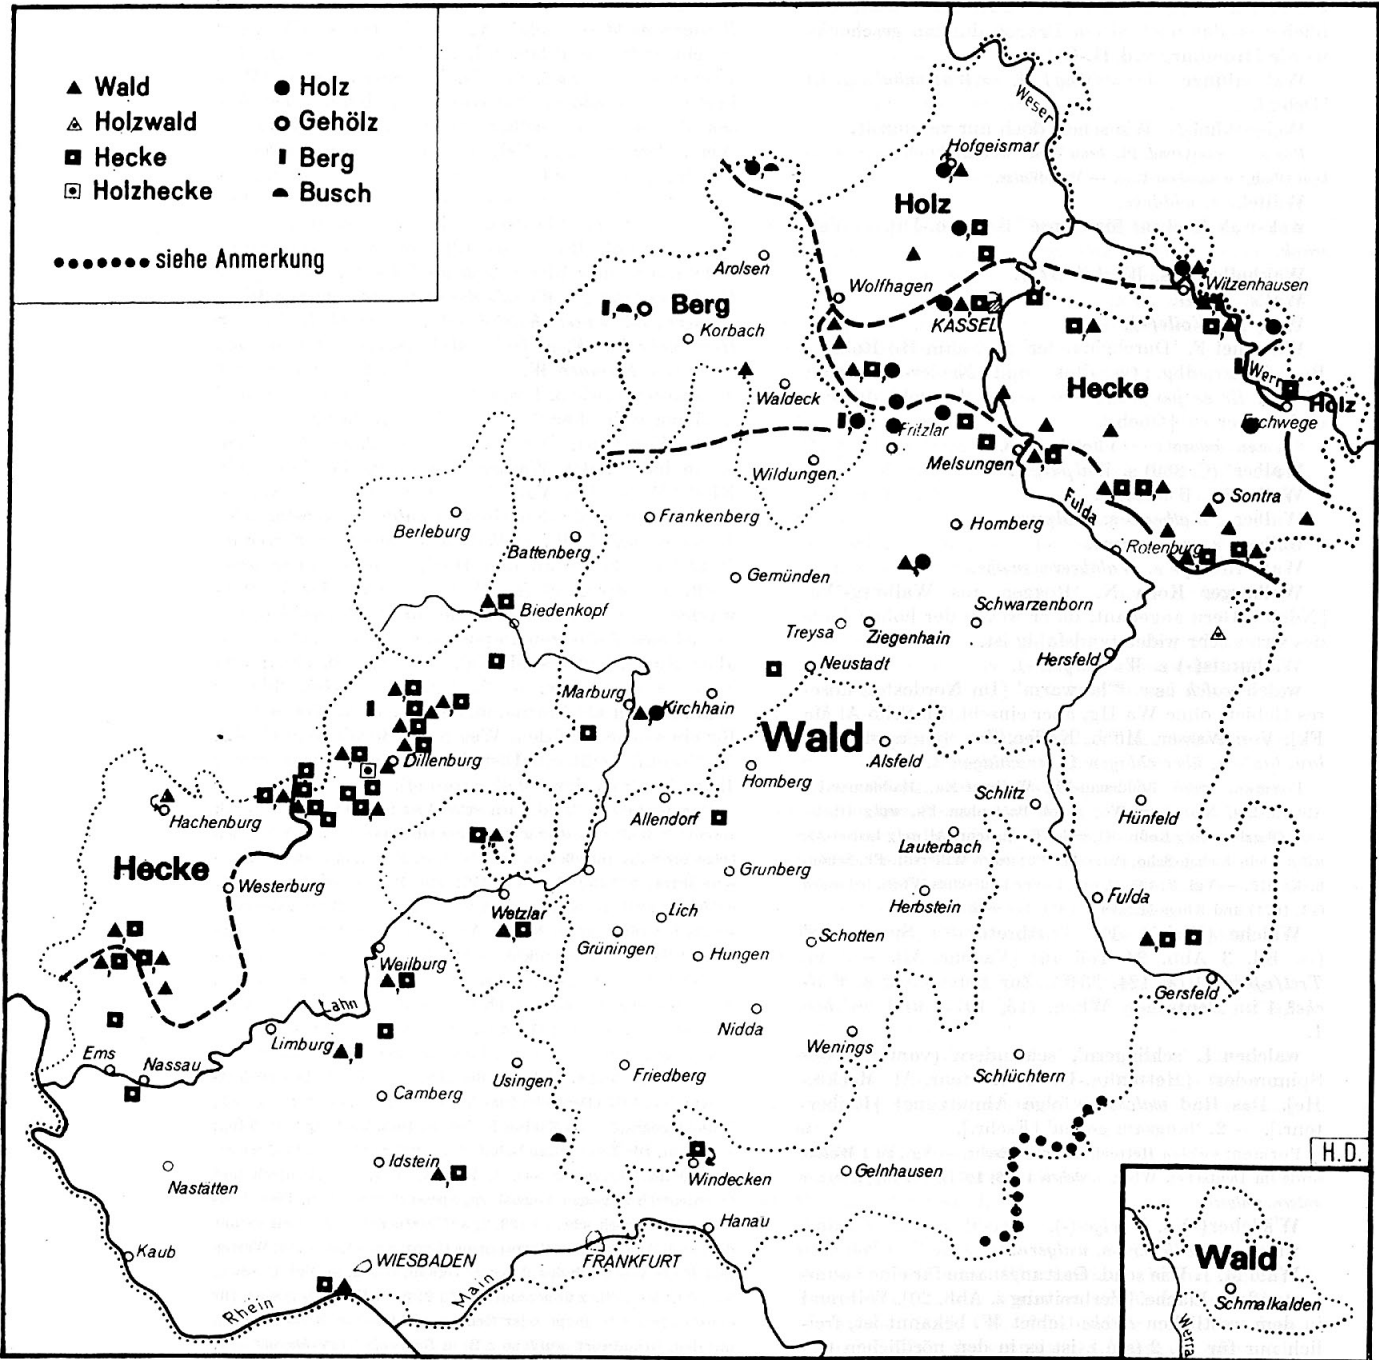 Wald
Holz
Holzwald
Gehölz
Hecke
Berg
Holzhecke
Busch
siehe Anmerkung
Weser
Hofgeismar
Holz
Arolsen
Wolfhagen
Witzenhausen
Berg
Korbach
KASSEL
Hecke
Werra
Holz
Waldeck
Eschwege
Fritzlar
Melsungen
Wildungen
Fulda
Sontra
Berleburg
Frankenberg
Homberg
Battenberg
Rotenburg
Gemünden
Biedenkopf
Schwarzenborn
Treysa
Ziegenhain
Neustadt
Hersfeld
Marburg
Kirchhain
Wald
Alsfeld
Dillenburg
Homberg
Schlitz
Hachenburg
Allendorf
Hünfeld
Lauterbach
Hecke
Westerburg
Grunberg
Herbstein
Fulda
Wetzlar
Lich
Grüningen
Schotten
Hungen
Weilburg
Gersfeld
Lahn
Nidda
Limburg
Wenings
Ems
Nassau
Usingen
Friedberg
Schlüchtern
Camberg
Idstein
Windecken
Gelnhausen
H.D.
Nastätten
Hanau
Kaub
WIESBADEN
FRANKFURT
Wald
Schmalkalden
Rhein
Main
Werra